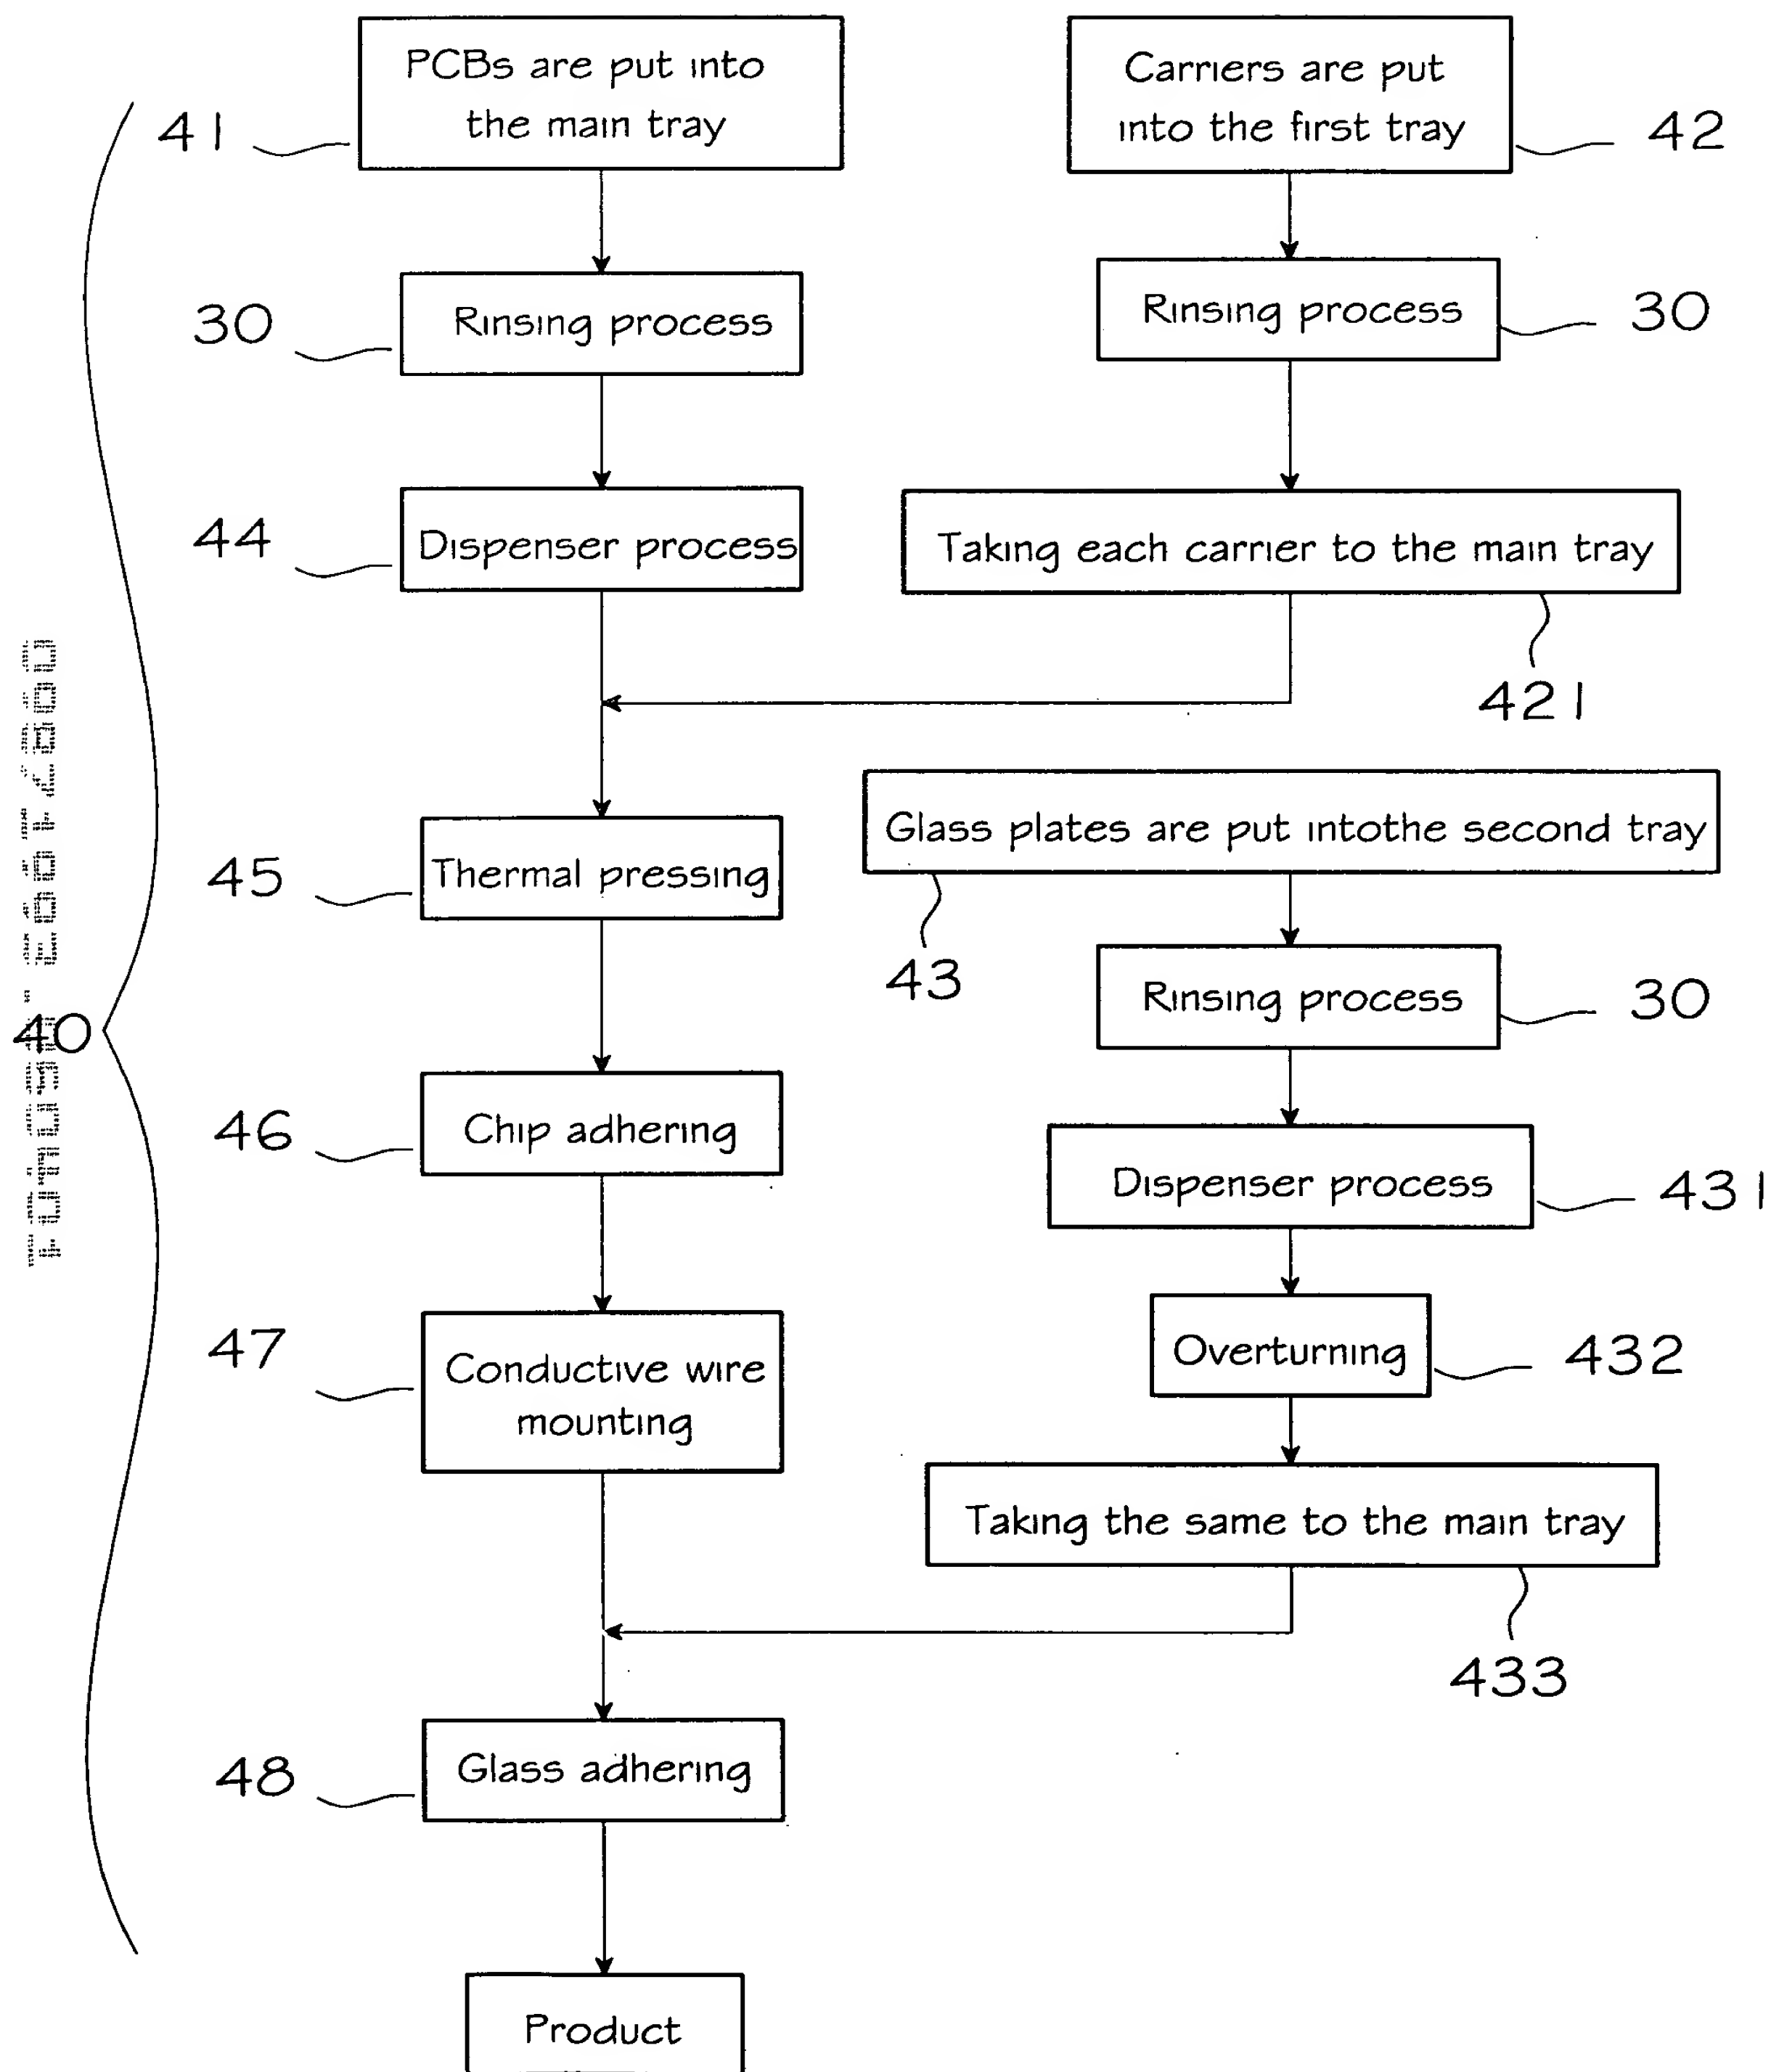 PCBs are put into
the main tray
41
Carriers are put
into the first tray
42
Rinsing process
30
Rinsing process
30
Dispenser process
44
Taking each carrier to the main tray
421
Thermal pressing
45
Glass plates are put intothe second tray
43
Rinsing process
30
40
Chip adhering
46
Dispenser process
431
Conductive wire
mounting
47
Overturning
432
Taking the same to the main tray
433
Glass adhering
48
Product